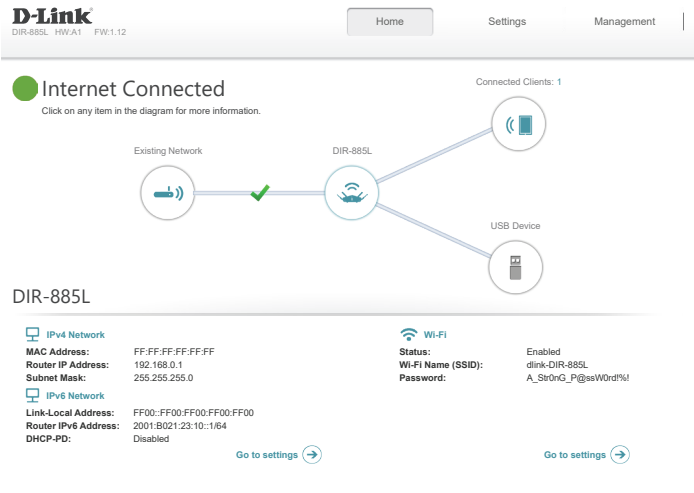 D-Link
DIR-885L HW:A1 FW:1.12
Home Settings Management
Internet Connected
Click on any item in the diagram for more information.
Connected Clients: 1
Existing Network
DIR-885L
USB Device
DIR-885L
IPv4 Network
MAC Address: FF:FF:FF:FF:FF:FF
Router IP Address: 192.168.0.1
Subnet Mask: 255.255.255.0
IPv6 Network
Link-Local Address: FF00::FF00:FF00:FF00:FF00
Router IPv6 Address: 2001:B021:23:10::1/64
DHCP-PD: Disabled
Go to settings
Wi-Fi
Status: Enabled
Wi-Fi Name (SSID): dlink-DIR-885L
Password: A_Str0nG_P@ssW0rd!%!
Go to settings